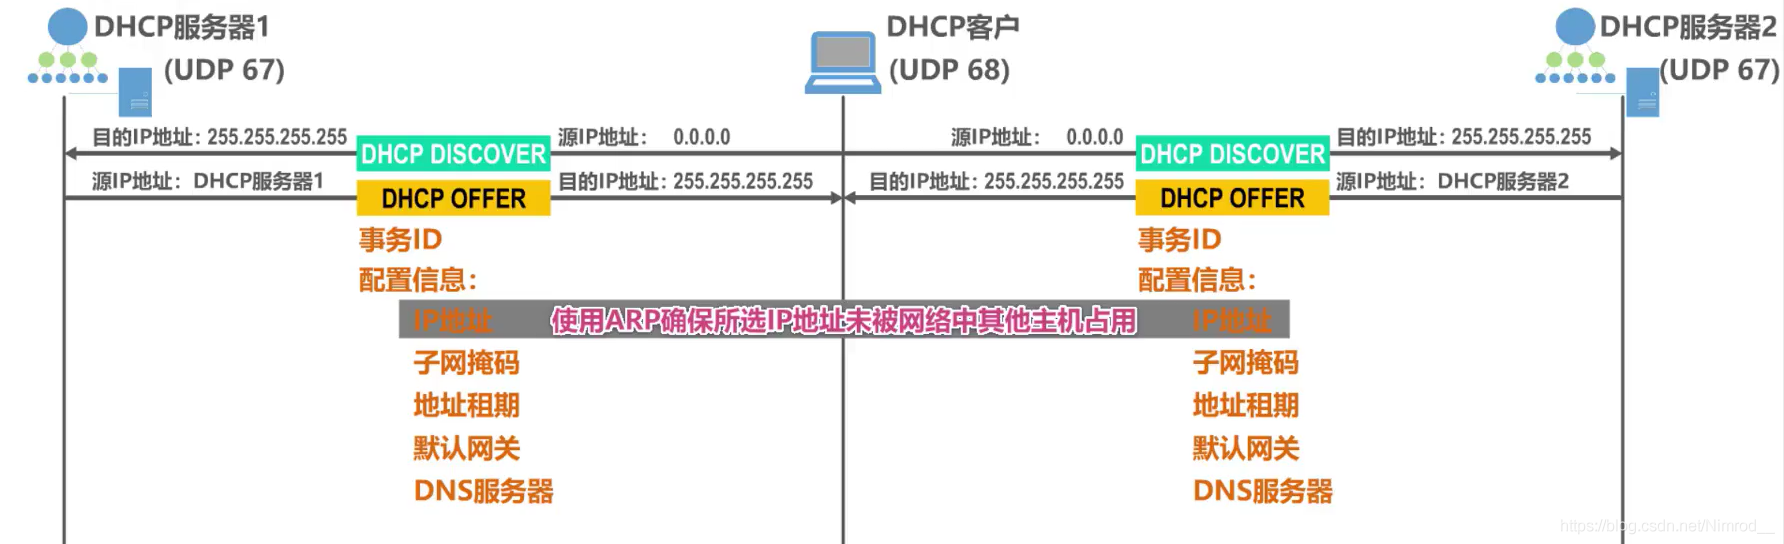 DHCP服务器1
(UDP 67)
DHCP客户
(UDP 68)
DHCP服务器2
(UDP 67)
目的IP地址：255.255.255.255
DHCP DISCOVER
源IP地址： 0.0.0.0
源IP地址： 0.0.0.0
DHCP DISCOVER
目的IP地址：255.255.255.255
源IP地址：DHCP服务器1
DHCP OFFER
目的IP地址：255.255.255.255
目的IP地址：255.255.255.255
DHCP OFFER
源IP地址：DHCP服务器2
事务ID
事务ID
配置信息：
配置信息：
IP地址
使用ARP确保所选IP地址未被网络中其他主机占用
IP地址
子网掩码
子网掩码
地址租期
地址租期
默认网关
默认网关
DNS服务器
DNS服务器
https://blog.csdn.net/Nimrod__